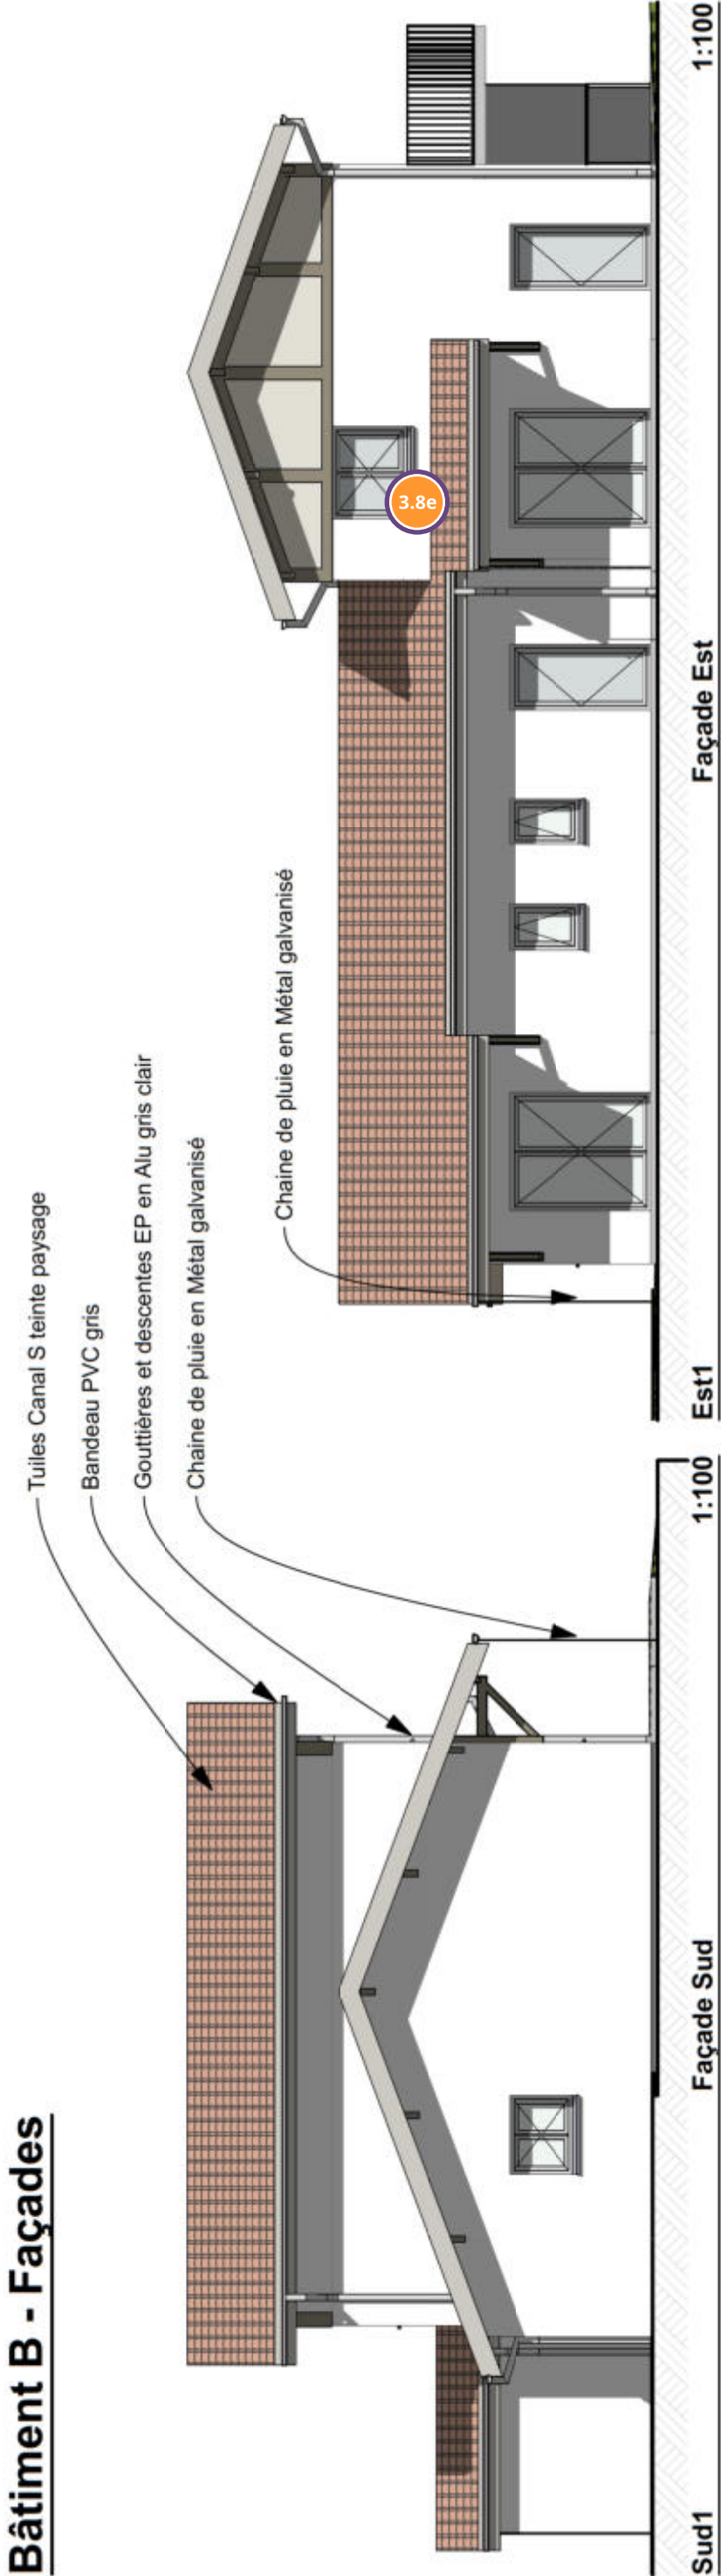 Bâtiment B - Façades
Tuiles Canal S teinte paysage
Bandeau PVC gris
Gouttières et descentes EP en Alu gris clair
Chaine de pluie en Métal galvanisé
Chaine de pluie en Métal galvanisé
3.8e
Sud1
Façade Sud
1:100
Est1
Façade Est
1:100